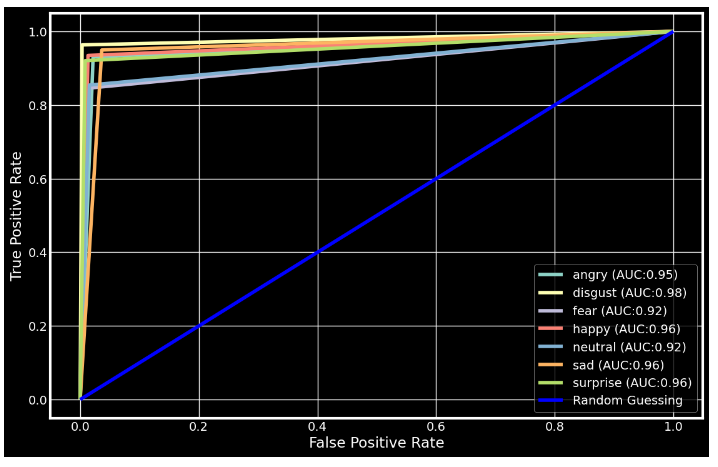 1.0
0.8
0.6
0.4
0.2
0.0
True Positive Rate
angry (AUC:0.95)
disgust (AUC:0.98)
fear (AUC:0.92)
happy (AUC:0.96)
neutral (AUC:0.92)
sad (AUC:0.96)
surprise (AUC:0.96)
Random Guessing
0.0 0.2 0.4 0.6 0.8 1.0
False Positive Rate